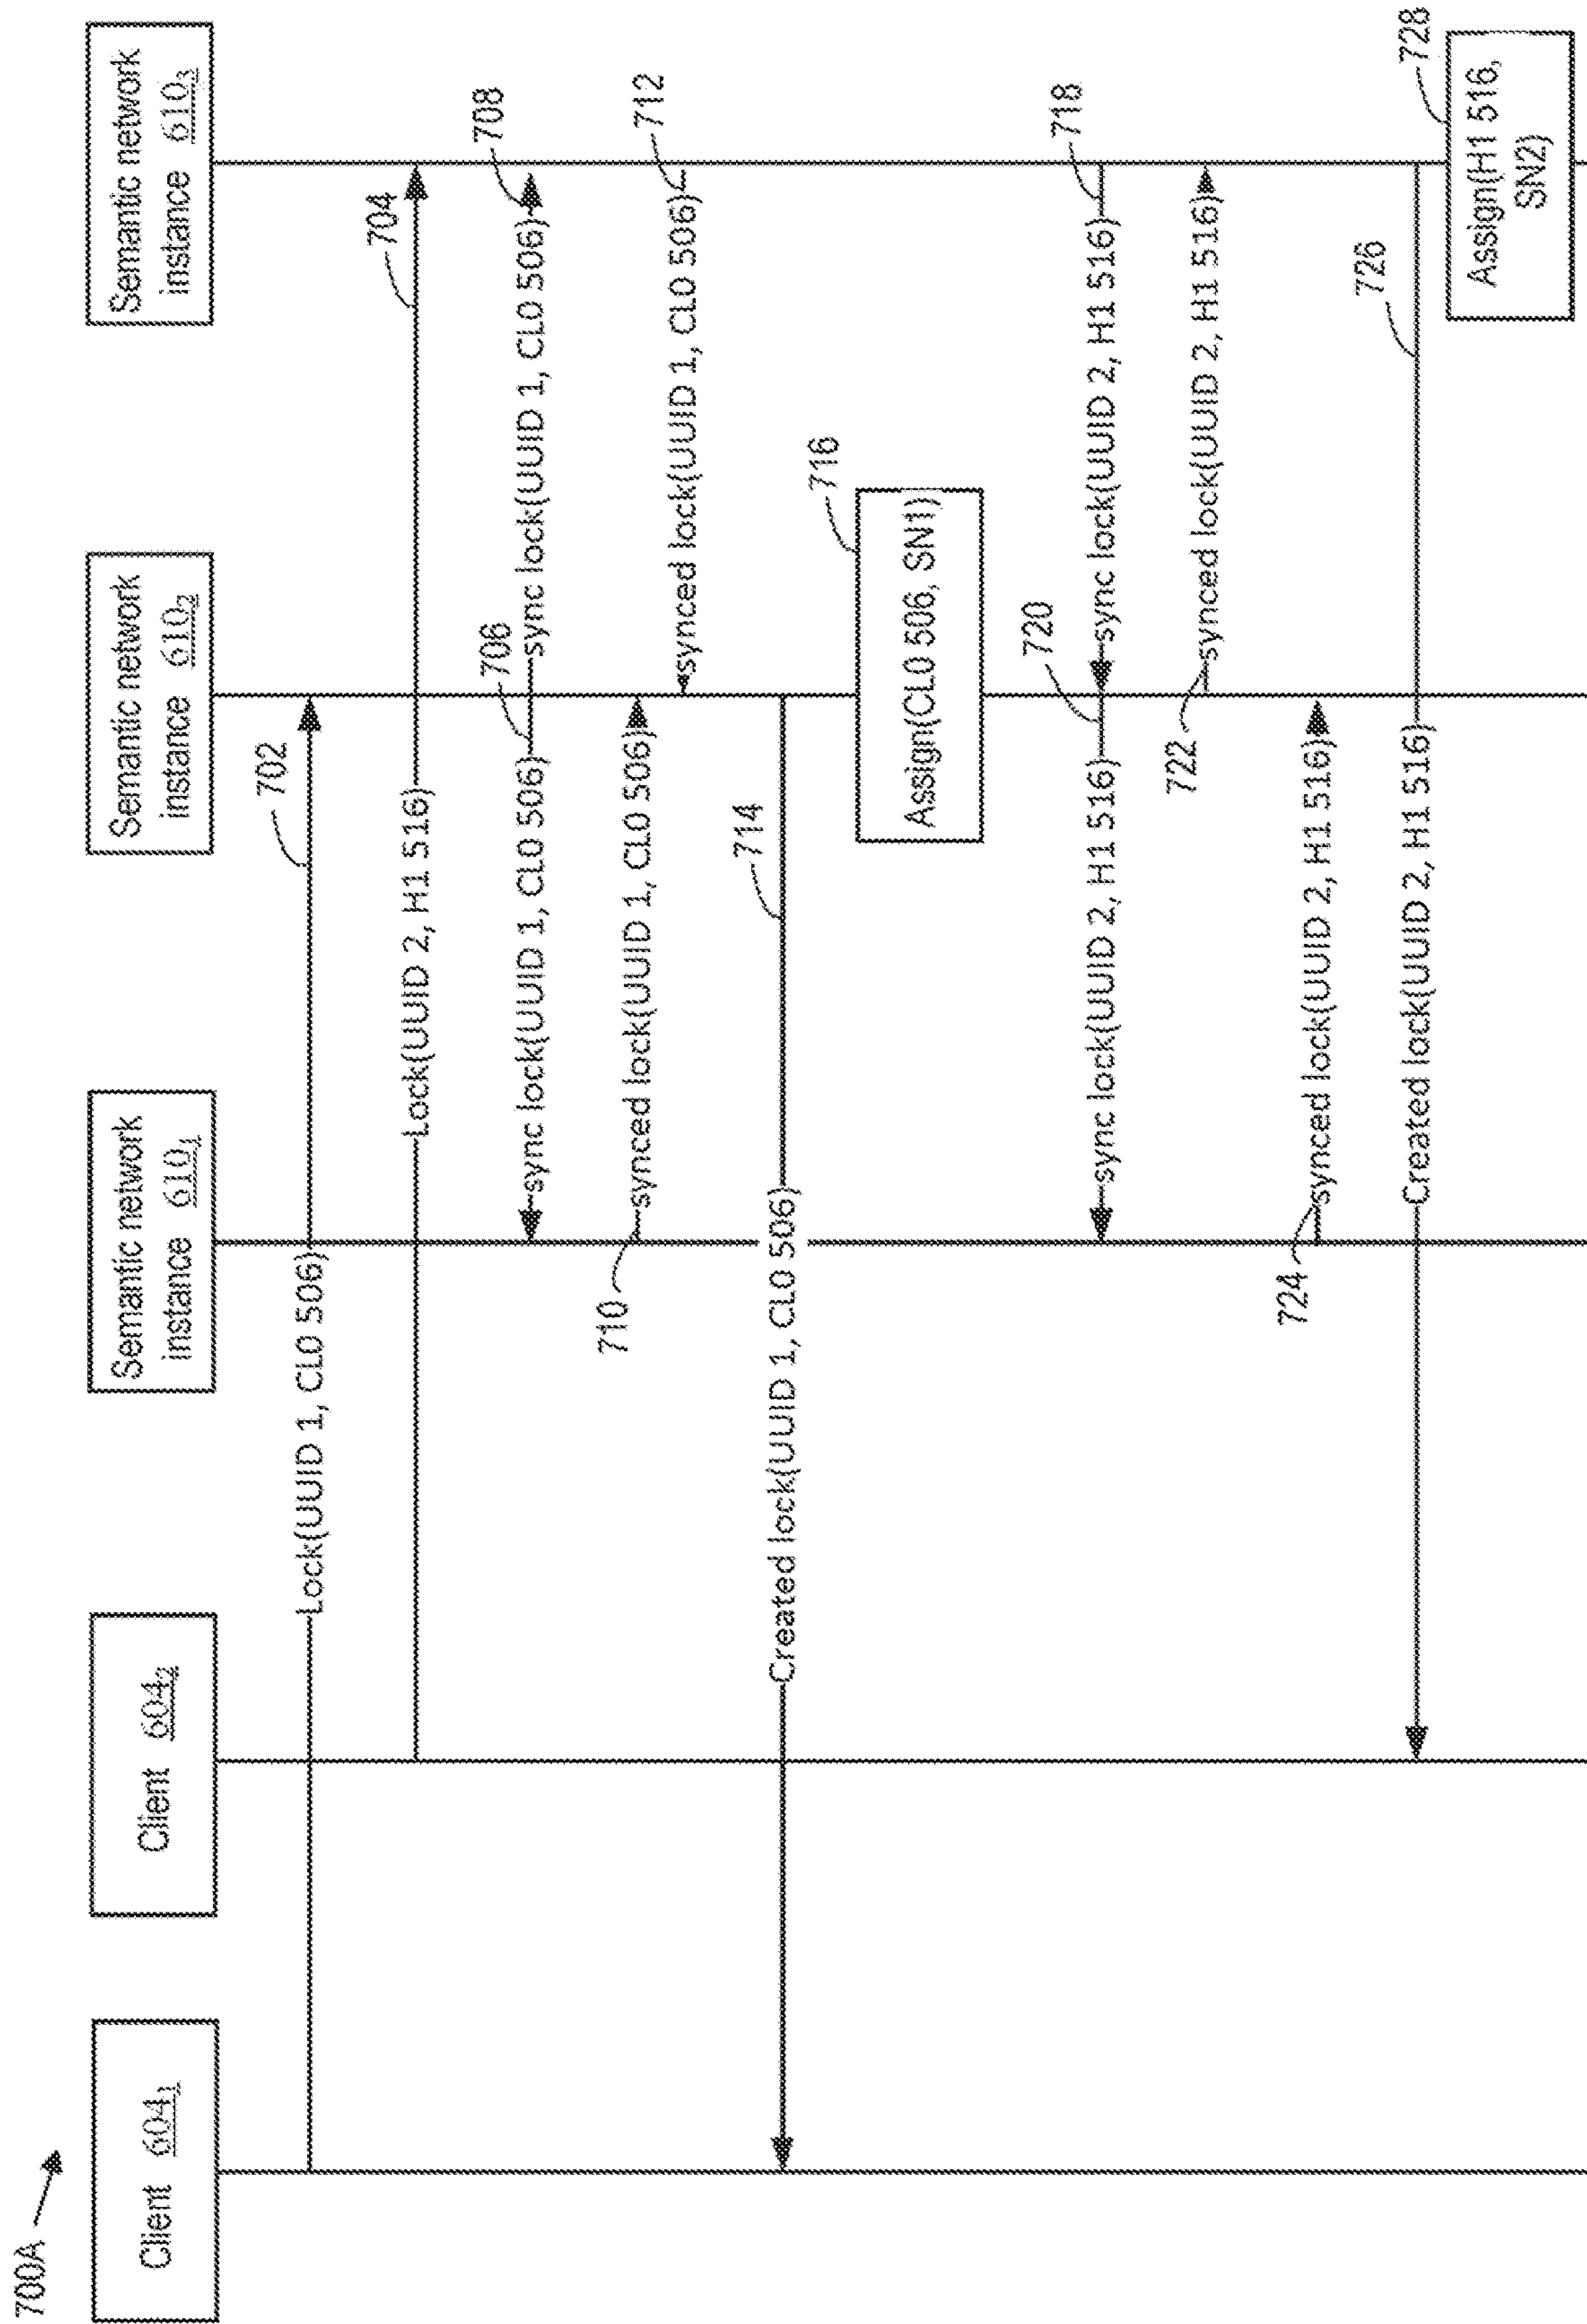 700A
Client 604₁
Client 604₂
Semantic network
instance 610₁
Semantic network
instance 610₂
Semantic network
instance 610₃
Lock(UUID 1, CL0 506)
702
Lock(UUID 2, H1 516)
704
sync lock(UUID 1, CL0 506)
706
sync lock(UUID 1, CL0 506)
708
710
synced lock(UUID 1, CL0 506)
synced lock(UUID 1, CL0 506)
712
Created lock(UUID 1, CL0 506)
714
Assign(CL0 506, SN1)
716
sync lock(UUID 2, H1 516)
720
sync lock(UUID 2, H1 516)
718
722
synced lock(UUID 2, H1 516)
724
synced lock(UUID 2, H1 516)
Created lock(UUID 2, H1 516)
726
728
Assign(H1 516,
SN2)